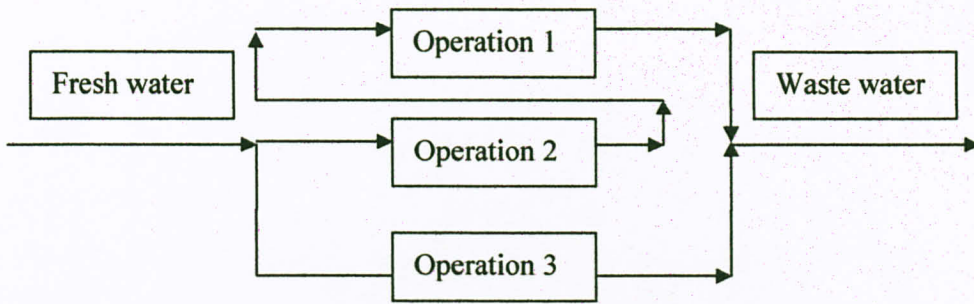 Operation 1
Fresh water
Waste water
Operation 2
Operation 3